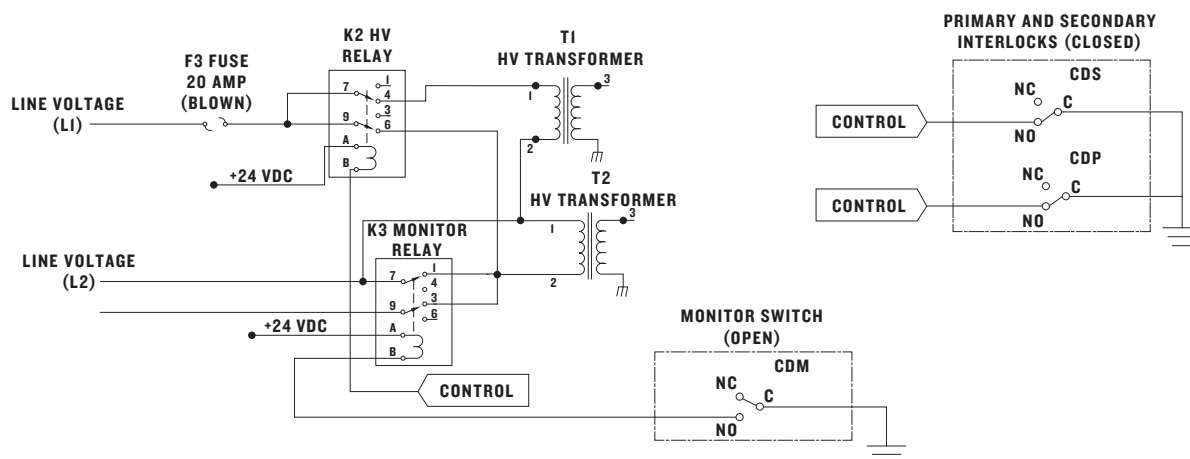 K2 HV
RELAY
F3 FUSE
20 AMP
(BLOWN)
LINE VOLTAGE
(L1)
7
1
4
9
3
6
A
B
+24 VDC
T1
HV TRANSFORMER
1
3
2
T2
HV TRANSFORMER
1
3
2
K3 MONITOR
RELAY
LINE VOLTAGE
(L2)
7
1
4
9
3
6
A
B
+24 VDC
CONTROL
PRIMARY AND SECONDARY
INTERLOCKS (CLOSED)
CDS
NC
C
CONTROL
NO
CDP
NC
C
CONTROL
NO
MONITOR SWITCH
(OPEN)
CDM
NC
C
NO